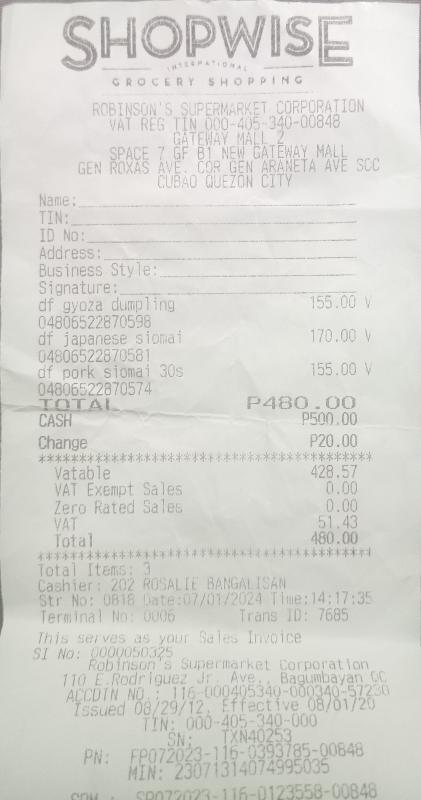 SHOPWISE
INTERNATIONAL
GROCERY SHOPPING
ROBINSON'S SUPERMARKET CORPORATION
VAT REG TIN 000-405-340-00848
GATEWAY MALL 2
SPACE 7 GF B1 NEW GATEWAY MALL
GEN ROXAS AVE. COR GEN ARANETA AVE SOC
CUBAO QUEZON CITY
Name:
TIN:
ID No:
Address:
Business Style:
Signature:
df gyoza dumpling 155.00 V
04806522870598
df japanese siomai 170.00 V
04806522870581
df pork siomai 30s 155.00 V
04806522870574
TOTAL P480.00
CASH P500.00
Change P20.00
******************************************
Vatable 428.57
VAT Exempt Sales 0.00
Zero Rated Sales 0.00
VAT 51.43
Total 480.00
******************************************
Total Items: 3
Cashier: 202 ROSALIE BANGALISAN
Str No: 0818 Date:07/01/2024 Time:14:17:35
Terminal No: 0006 Trans ID: 7685
This serves as your Sales Invoice
SI No: 0000050325
Robinson's Supermarket Corporation
110 E.Rodriguez Jr. Ave., Bagumbayan QC
ACCDIN NO.: 116-000405340-000340-57230
Issued 08/29/12, Effective 08/01/20
TIN: 000-405-340-000
SN: TXN40253
PN: FP072023-116-0393785-00848
MIN: 23071314074995035
SP072023-116-0123558-00848